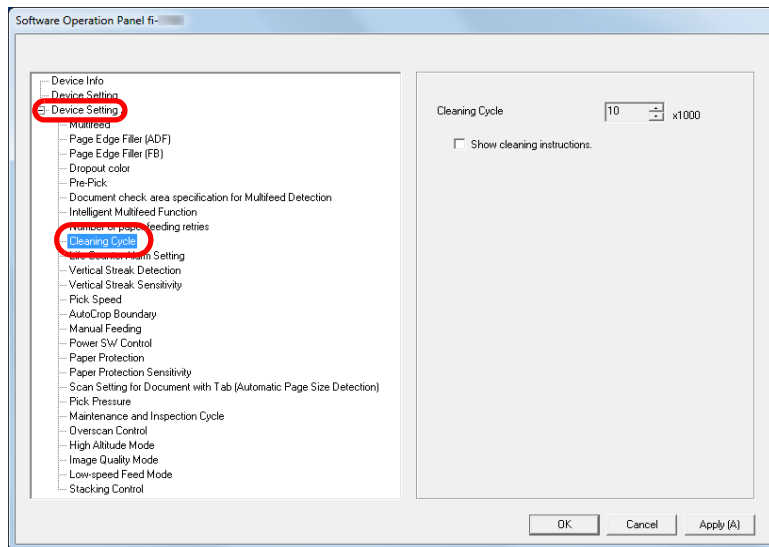 Software Operation Panel fi-
Device Info
Device Setting
Device Setting 2
Multifeed
Page Edge Filler (ADF)
Page Edge Filler (FB)
Dropout color
Pre-Pick
Document check area specification for Multifeed Detection
Intelligent Multifeed Function
Number of paper feeding retries
Cleaning Cycle
Life Counter Alarm Setting
Vertical Streak Detection
Vertical Streak Sensitivity
Pick Speed
AutoCrop Boundary
Manual Feeding
Power SW Control
Paper Protection
Paper Protection Sensitivity
Scan Setting for Document with Tab (Automatic Page Size Detection)
Pick Pressure
Maintenance and Inspection Cycle
Overscan Control
High Altitude Mode
Image Quality Mode
Low-speed Feed Mode
Stacking Control
Cleaning Cycle 10 x1000
Show cleaning instructions.
OK Cancel Apply (A)